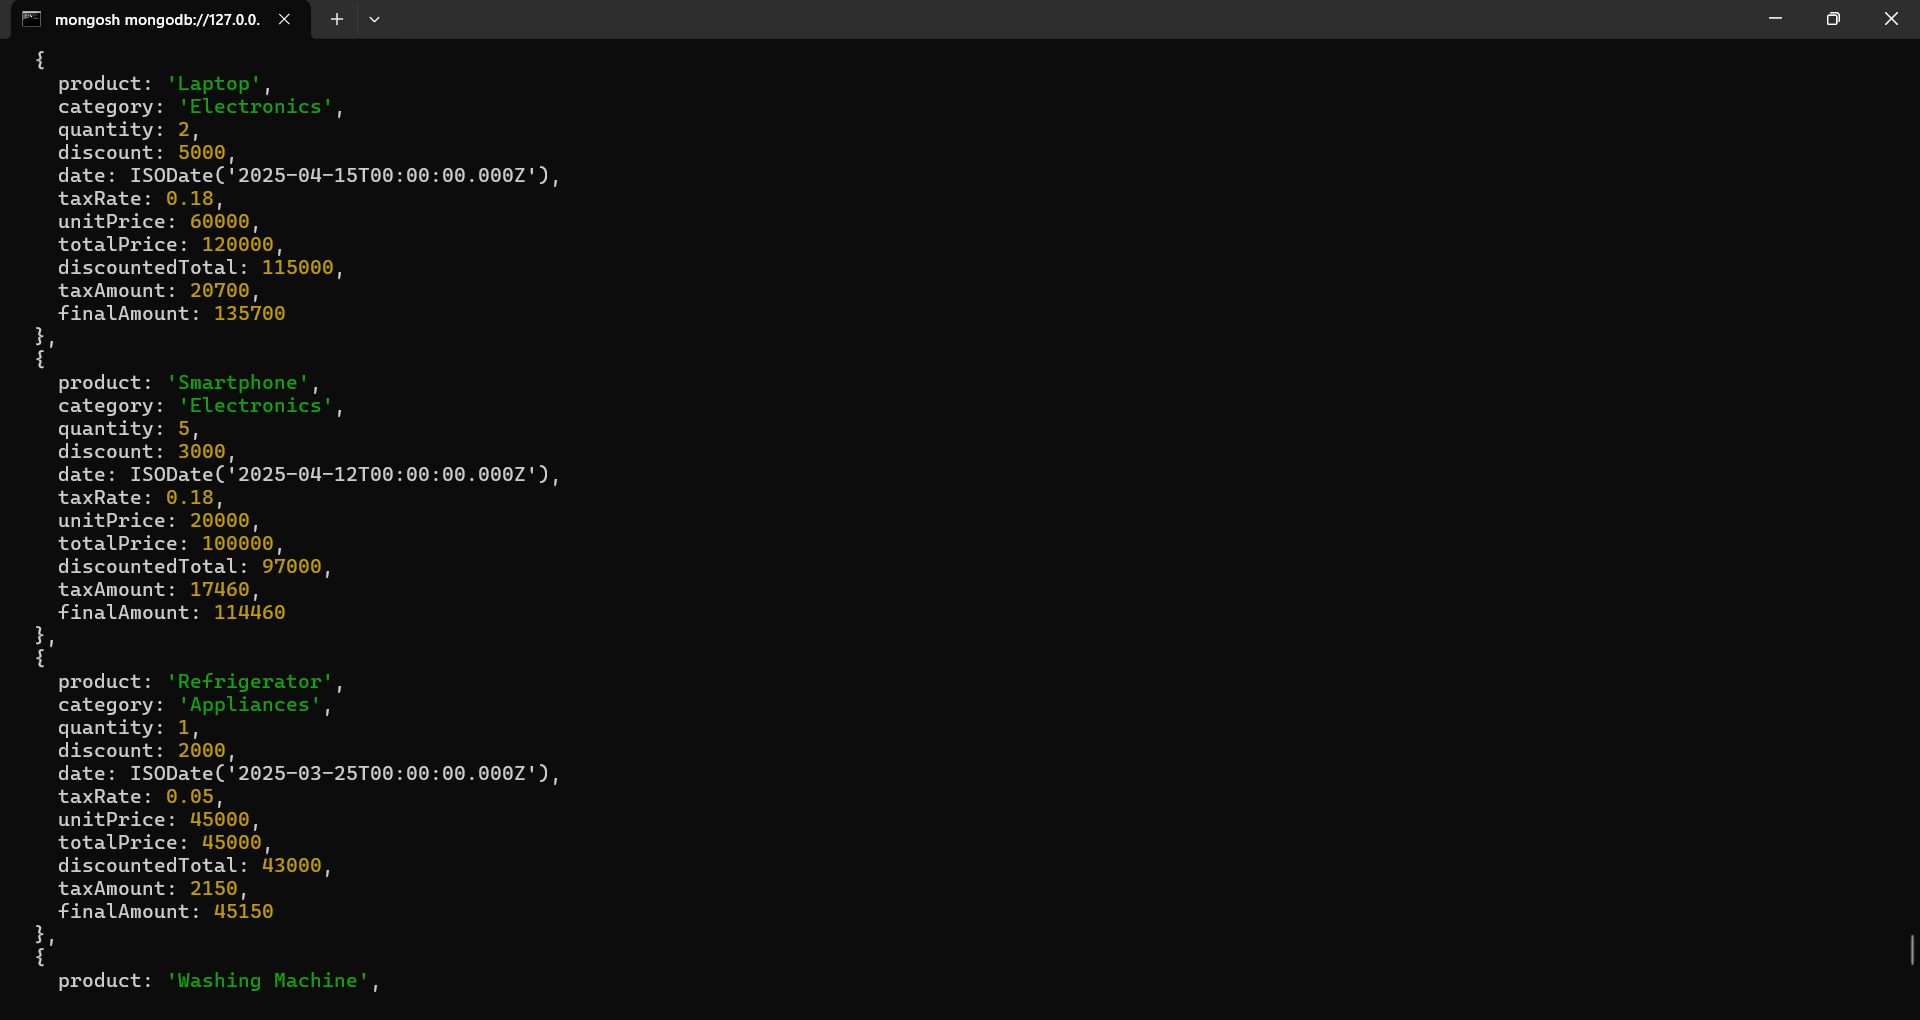 mongosh mongodb://127.0.0.
{
product: 'Laptop',
category: 'Electronics',
quantity: 2,
discount: 5000,
date: ISODate('2025-04-15T00:00:00.000Z'),
taxRate: 0.18,
unitPrice: 60000,
totalPrice: 120000,
discountedTotal: 115000,
taxAmount: 20700,
finalAmount: 135700
},
{
product: 'Smartphone',
category: 'Electronics',
quantity: 5,
discount: 3000,
date: ISODate('2025-04-12T00:00:00.000Z'),
taxRate: 0.18,
unitPrice: 20000,
totalPrice: 100000,
discountedTotal: 97000,
taxAmount: 17460,
finalAmount: 114460
},
{
product: 'Refrigerator',
category: 'Appliances',
quantity: 1,
discount: 2000,
date: ISODate('2025-03-25T00:00:00.000Z'),
taxRate: 0.05,
unitPrice: 45000,
totalPrice: 45000,
discountedTotal: 43000,
taxAmount: 2150,
finalAmount: 45150
},
{
product: 'Washing Machine',